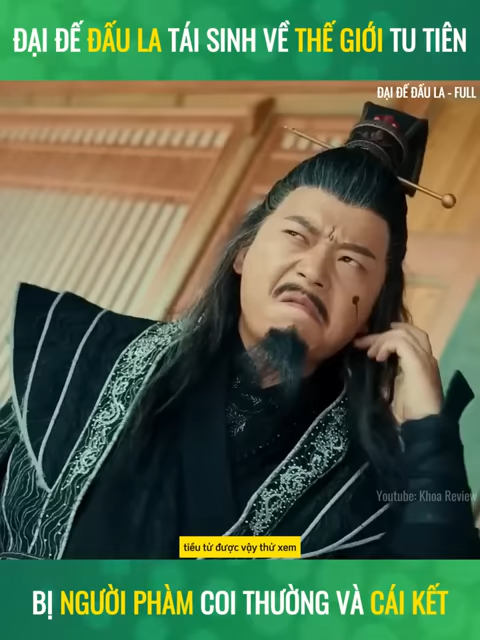 ĐẠI ĐẾ ĐẤU LA TÁI SINH VỀ THẾ GIỚI TU TIÊN
ĐẠI ĐẾ ĐẤU LA - FULL
Youtube: Khoa Review
tiểu tử được vậy thử xem
BỊ NGƯỜI PHÀM COI THƯỜNG VÀ CÁI KẾT